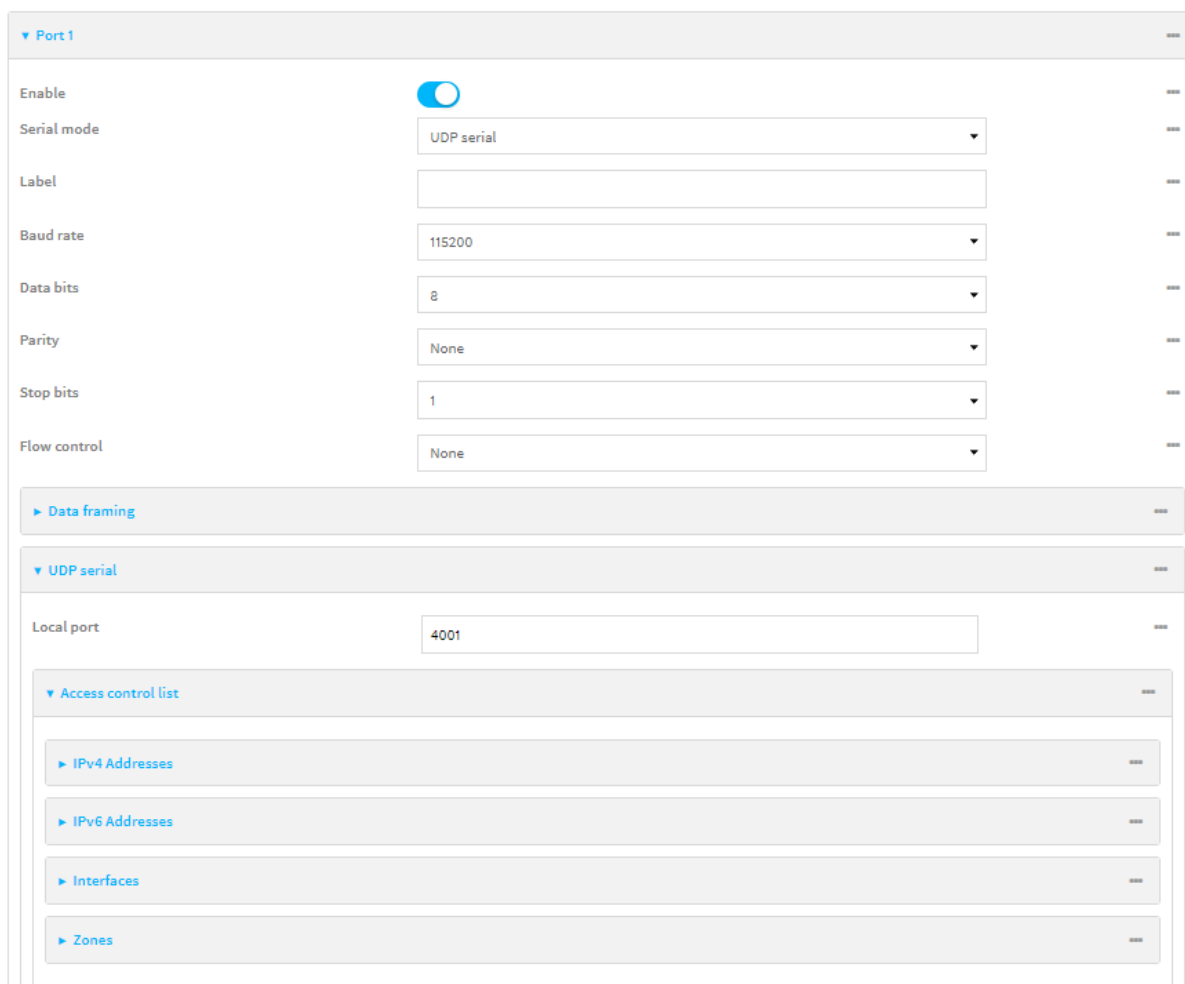 Port 1
Enable
Serial mode
UDP serial
Label
Baud rate
115200
Data bits
8
Parity
None
Stop bits
1
Flow control
None
Data framing
UDP serial
Local port
4001
Access control list
IPv4 Addresses
IPv6 Addresses
Interfaces
Zones